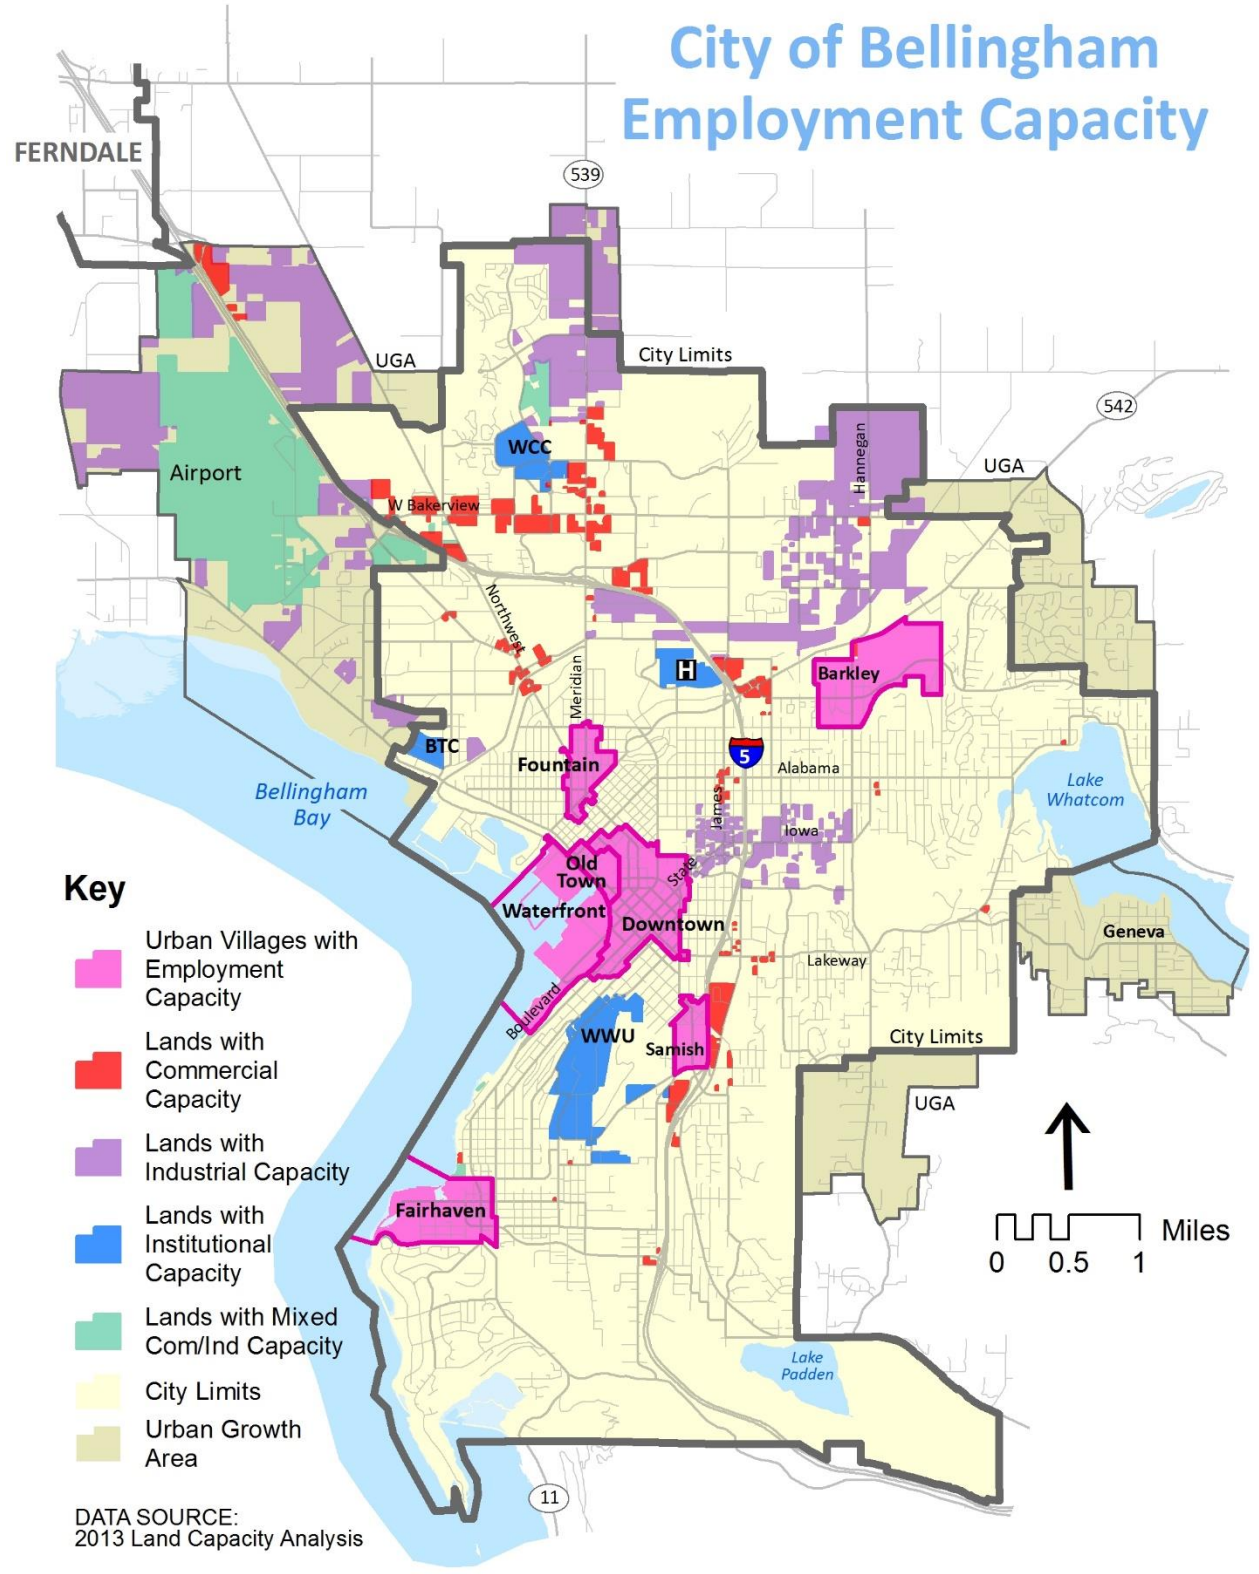 City of Bellingham
Employment Capacity
FERNDALE
539
UGA
City Limits
542
WCC
Hannegan
UGA
Airport
W Bakerview
Northwest
Meridian
H
Barkley
BTC
Fountain
5
Alabama
Lake
Whatcom
Bellingham
Bay
James
Iowa
Old
Town
State
Waterfront
Downtown
Geneva
Lakeway
Boulevard
WWU
Samish
City Limits
UGA
Fairhaven
Miles
0 0.5 1
Lake
Padden
11
Key
Urban Villages with
Employment
Capacity
Lands with
Commercial
Capacity
Lands with
Industrial Capacity
Lands with
Institutional
Capacity
Lands with Mixed
Com/Ind Capacity
City Limits
Urban Growth
Area
DATA SOURCE:
2013 Land Capacity Analysis